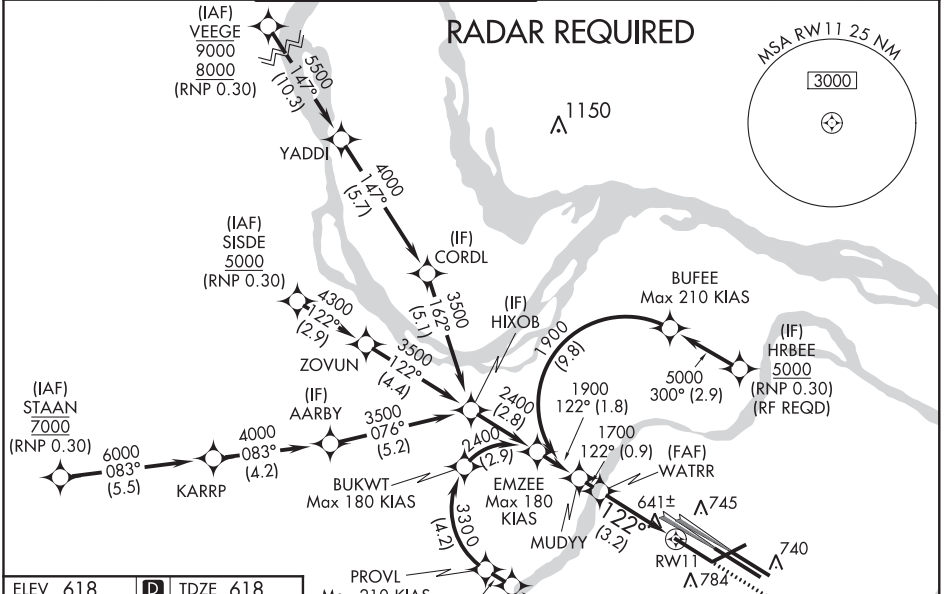 RADAR REQUIRED
(IAF)
VEEGE
9000
8000
(RNP 0.30)
5500
147°
(10.3)
YADDI
MSA RW11 25 NM
3000
1150
4000
147°
(5.7)
(IF)
CORDL
(IAF)
SISDE
5000
(RNP 0.30)
4300
122°
(2.9)
ZOVUN
3500
162°
(5.1)
(IF)
HIXOB
3500
122°
(4.4)
BUFEE
Max 210 KIAS
1900
(9.8)
5000
300° (2.9)
(IF)
HRBEE
5000
(RNP 0.30)
(RF REQD)
(IAF)
STAAN
7000
(RNP 0.30)
6000
083°
(5.5)
KARRP
4000
083°
(4.2)
(IF)
AARBY
3500
076°
(5.2)
2400
(2.8)
1900
122° (1.8)
1700
122° (0.9)
(FAF)
WATRR
2400
(2.9)
BUKWT
Max 180 KIAS
EMZEE
Max 180
KIAS
MUDYY
122°
(3.2)
641±
745
RW11
740
784
3300
(4.2)
PROVL
Max 210 KIAS
ELEV 618
D
TDZE 618